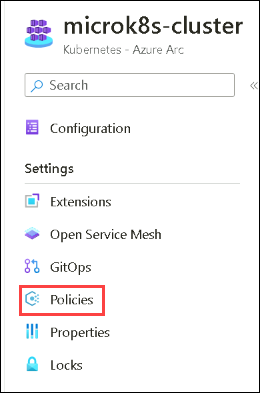 microk8s-cluster
Kubernetes - Azure Arc
Search
«
Configuration
Settings
Extensions
Open Service Mesh
GitOps
Policies
Properties
Locks